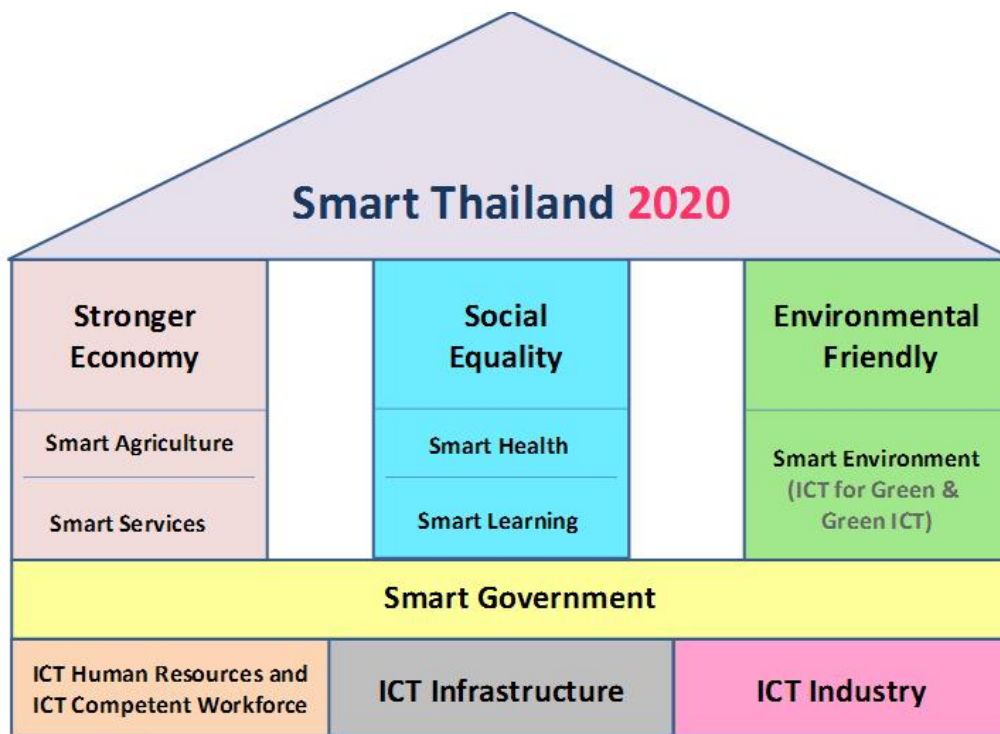 Smart Thailand 2020
Stronger
Economy
Smart Agriculture
Smart Services
Social
Equality
Smart Health
Smart Learning
Environmental
Friendly
Smart Environment
(ICT for Green &
Green ICT)
Smart Government
ICT Human Resources and
ICT Competent Workforce
ICT Infrastructure
ICT Industry